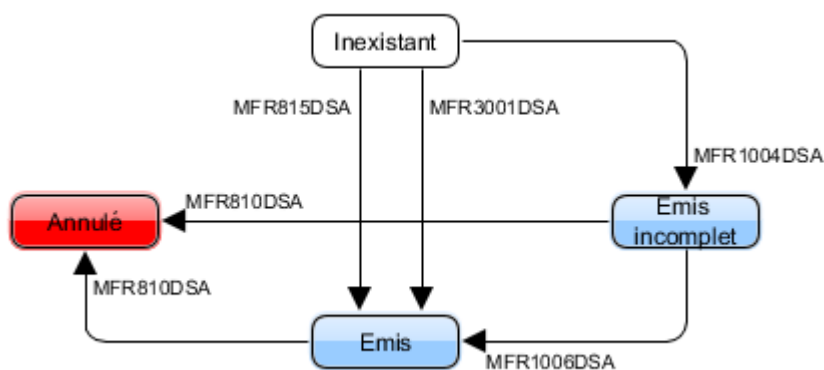 Inexistant
MFR815DSA
MFR3001DSA
MFR1004DSA
MFR810DSA
Annulé
Emis
incomplet
MFR810DSA
Emis
MFR1006DSA